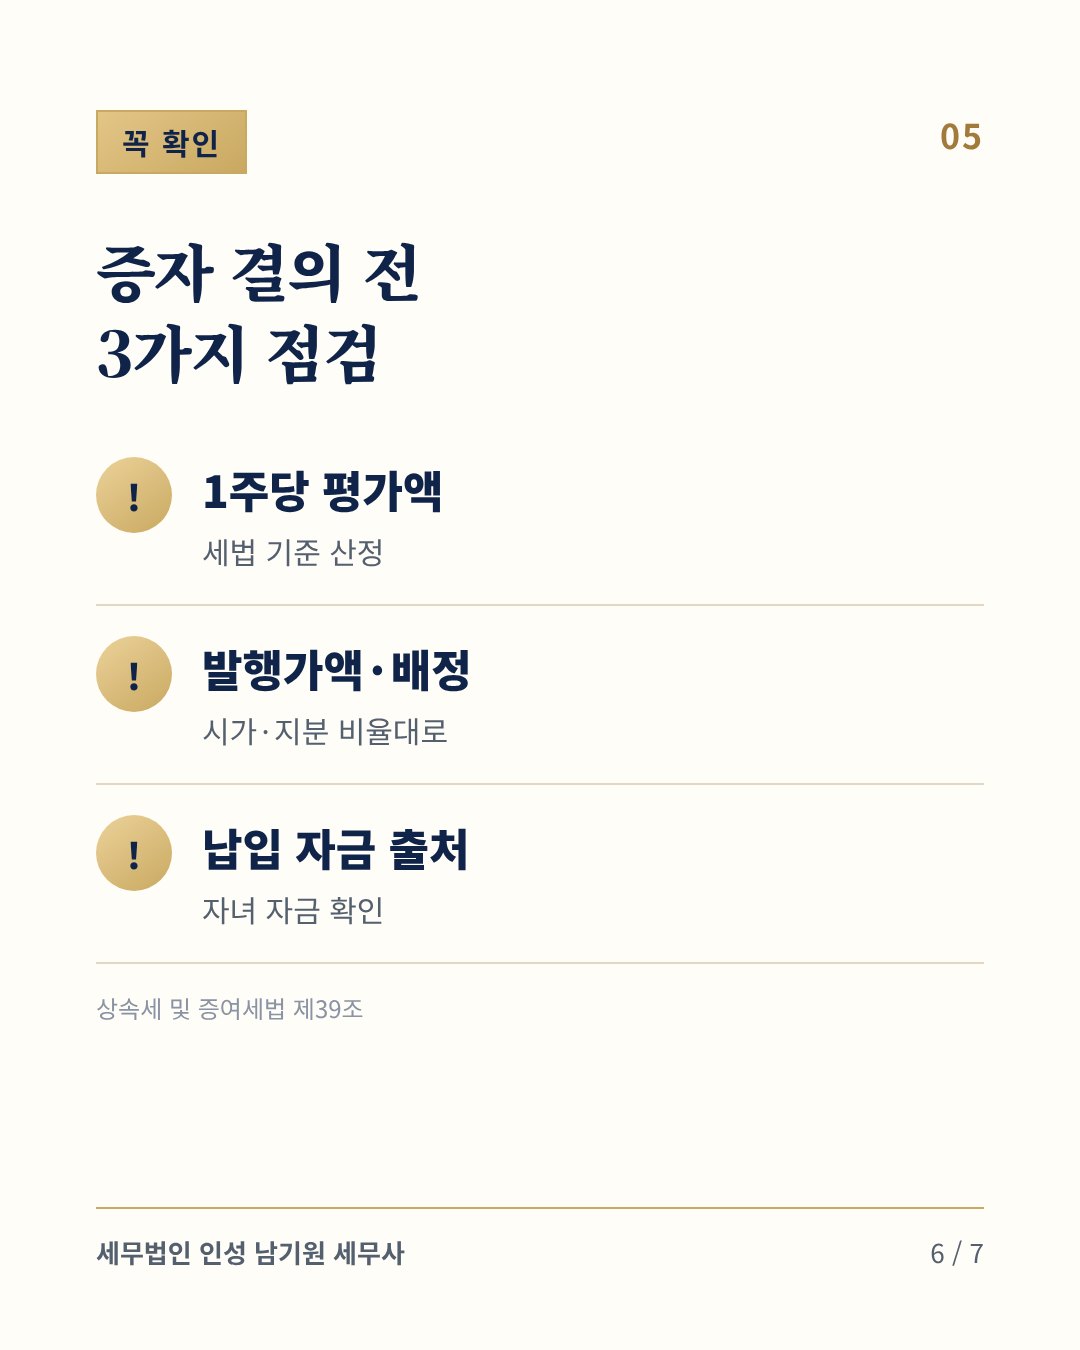 꼭 확인
05
증자 결의 전
3가지 점검
!
1주당 평가액
세법 기준 산정
!
발행가액·배정
시가·지분 비율대로
!
납입 자금 출처
자녀 자금 확인
상속세 및 증여세법 제39조
세무법인 인성 남기원 세무사
6 / 7